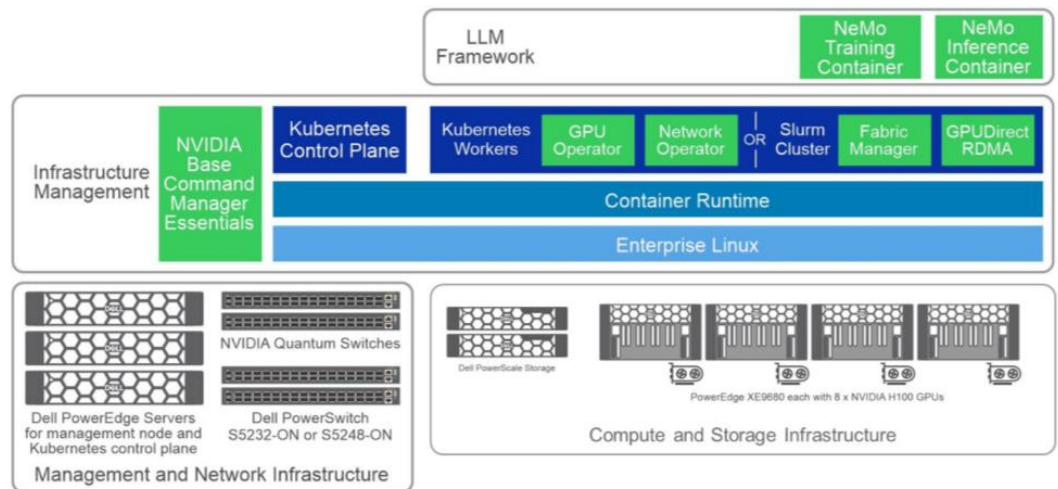 LLM
Framework
NeMo
Training
Container
NeMo
Inference
Container
Infrastructure
Management
NVIDIA
Base
Command
Manager
Essentials
Kubernetes
Control Plane
Kubernetes
Workers
GPU
Operator
Network
Operator
OR
Slurm
Cluster
Fabric
Manager
GPUDirect
RDMA
Container Runtime
Enterprise Linux
DELL
DELL
DELL
Dell PowerEdge Servers
for management node and
Kubernetes control plane
NVIDIA Quantum Switches
Dell PowerSwitch
S5232-ON or S5248-ON
Management and Network Infrastructure
Dell PowerScale Storage
PowerEdge XE9680 each with 8 x NVIDIA H100 GPUs
Compute and Storage Infrastructure